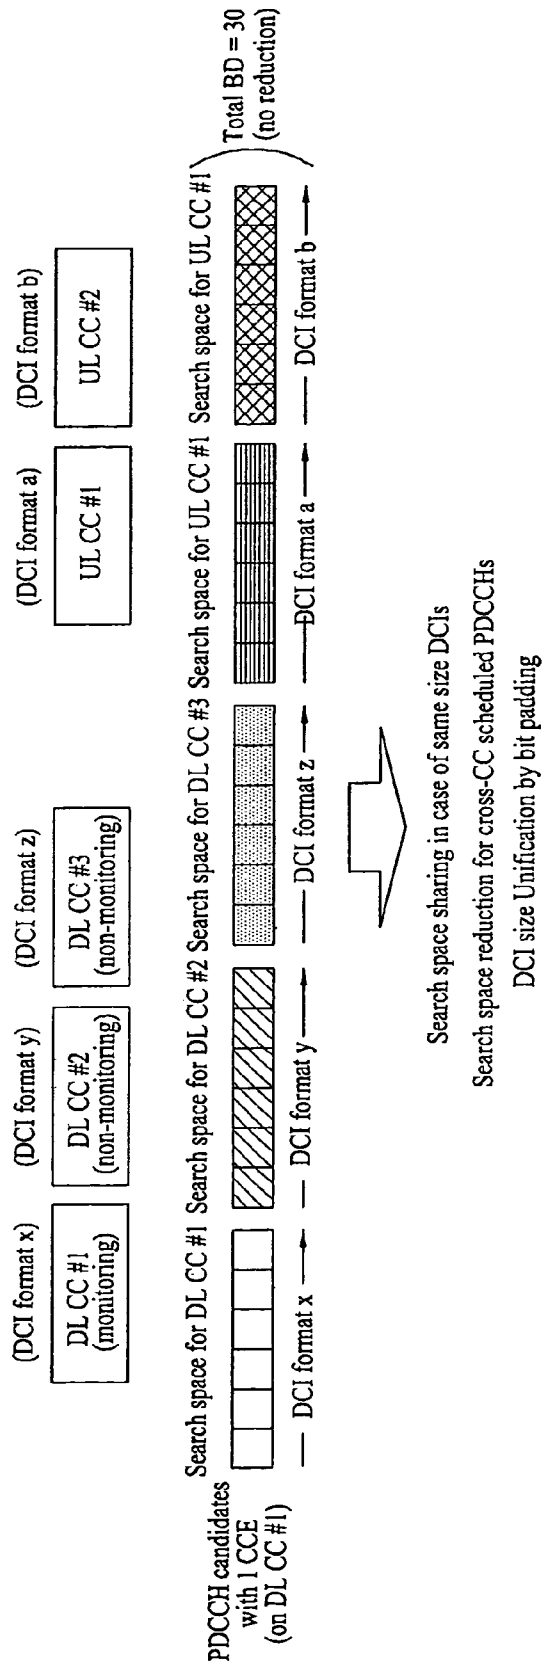 (DCI format x)
(DCI format y)
(DCI format z)
(DCI format a)
(DCI format b)
DL CC #1
(monitoring)
DL CC #2
(non-monitoring)
DL CC #3
(non-monitoring)
UL CC #1
UL CC #2
PDCCH candidates
with 1 CCE
(on DL CC #1)
Search space for DL CC #1
Search space for DL CC #2
Search space for DL CC #3
Search space for UL CC #1
Search space for UL CC #1
Total BD = 30
(no reduction)
DCI format x
DCI format y
DCI format z
DCI format a
DCI format b
Search space sharing in case of same size DCIs
Search space reduction for cross-CC scheduled PDCCHs
DCI size Unification by bit padding